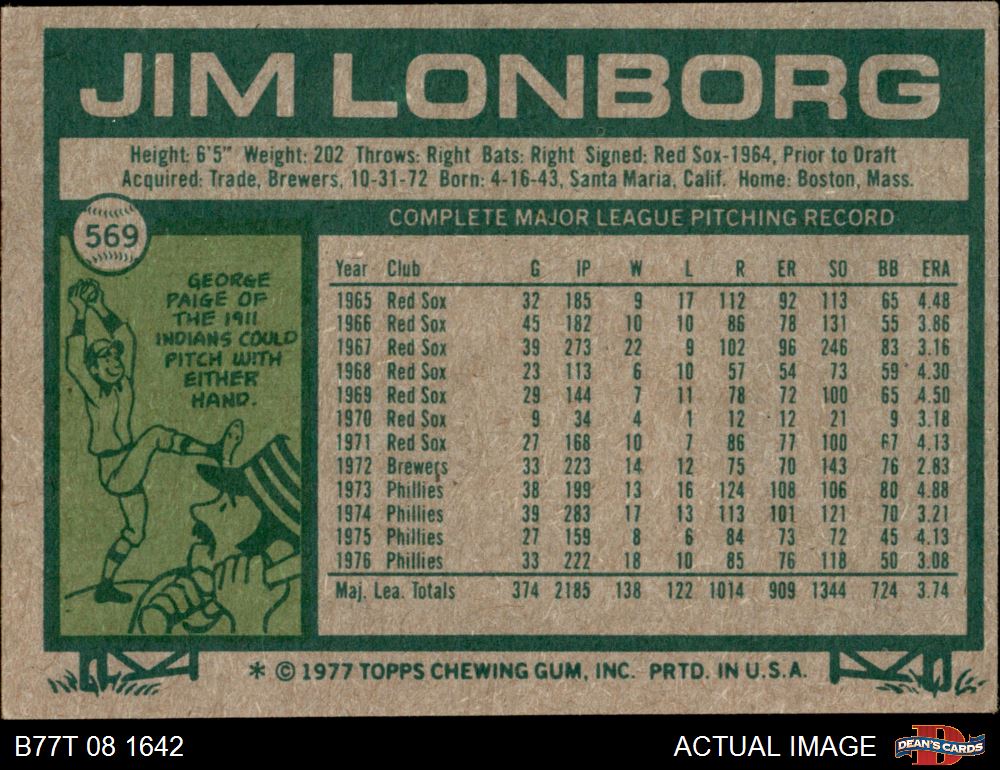 JIM LONBORG
Height: 6'5" Weight: 202 Throws: Right Bats: Right Signed: Red Sox-1964, Prior to Draft
Acquired: Trade, Brewers, 10-31-72 Born: 4-16-43, Santa Maria, Calif. Home: Boston, Mass.
569
GEORGE
PAIGE OF
THE 1911
INDIANS COULD
PITCH WITH
EITHER
HAND.
COMPLETE MAJOR LEAGUE PITCHING RECORD
Year Club G IP W L R ER SO BB ERA
1965 Red Sox 32 185 9 17 112 92 113 65 4.48
1966 Red Sox 45 182 10 10 86 78 131 55 3.86
1967 Red Sox 39 273 22 9 102 96 246 83 3.16
1968 Red Sox 23 113 6 10 57 54 73 59 4.30
1969 Red Sox 29 144 7 11 78 72 100 65 4.50
1970 Red Sox 9 34 4 1 12 12 21 9 3.18
1971 Red Sox 27 168 10 7 86 77 100 67 4.13
1972 Brewers 33 223 14 12 75 70 143 76 2.83
1973 Phillies 38 199 13 16 124 108 106 80 4.88
1974 Phillies 39 283 17 13 113 101 121 70 3.21
1975 Phillies 27 159 8 6 84 73 72 45 4.13
1976 Phillies 33 222 18 10 85 76 118 50 3.08
Maj. Lea. Totals 374 2185 138 122 1014 909 1344 724 3.74
* © 1977 TOPPS CHEWING GUM, INC. PRTD. IN U.S.A.
B77T 08 1642 ACTUAL IMAGE
D
DEAN'S CARDS